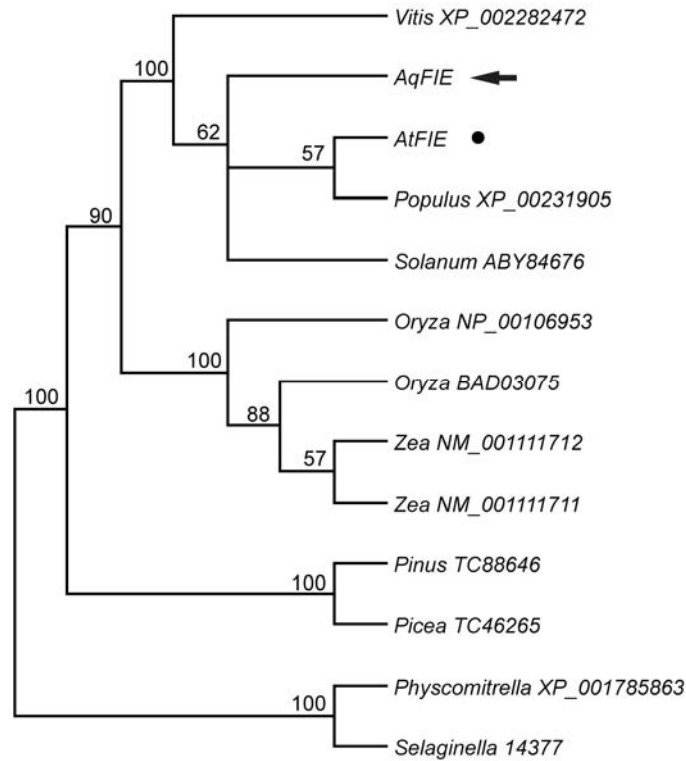 Vitis XP_002282472
100
AqFIE
62
AtFIE
57
Populus XP_00231905
90
Solanum ABY84676
Oryza NP_00106953
100
Oryza BAD03075
100
88
Zea NM_001111712
57
Zea NM_001111711
Pinus TC88646
100
Picea TC46265
Physcomitrella XP_001785863
100
Selaginella 14377